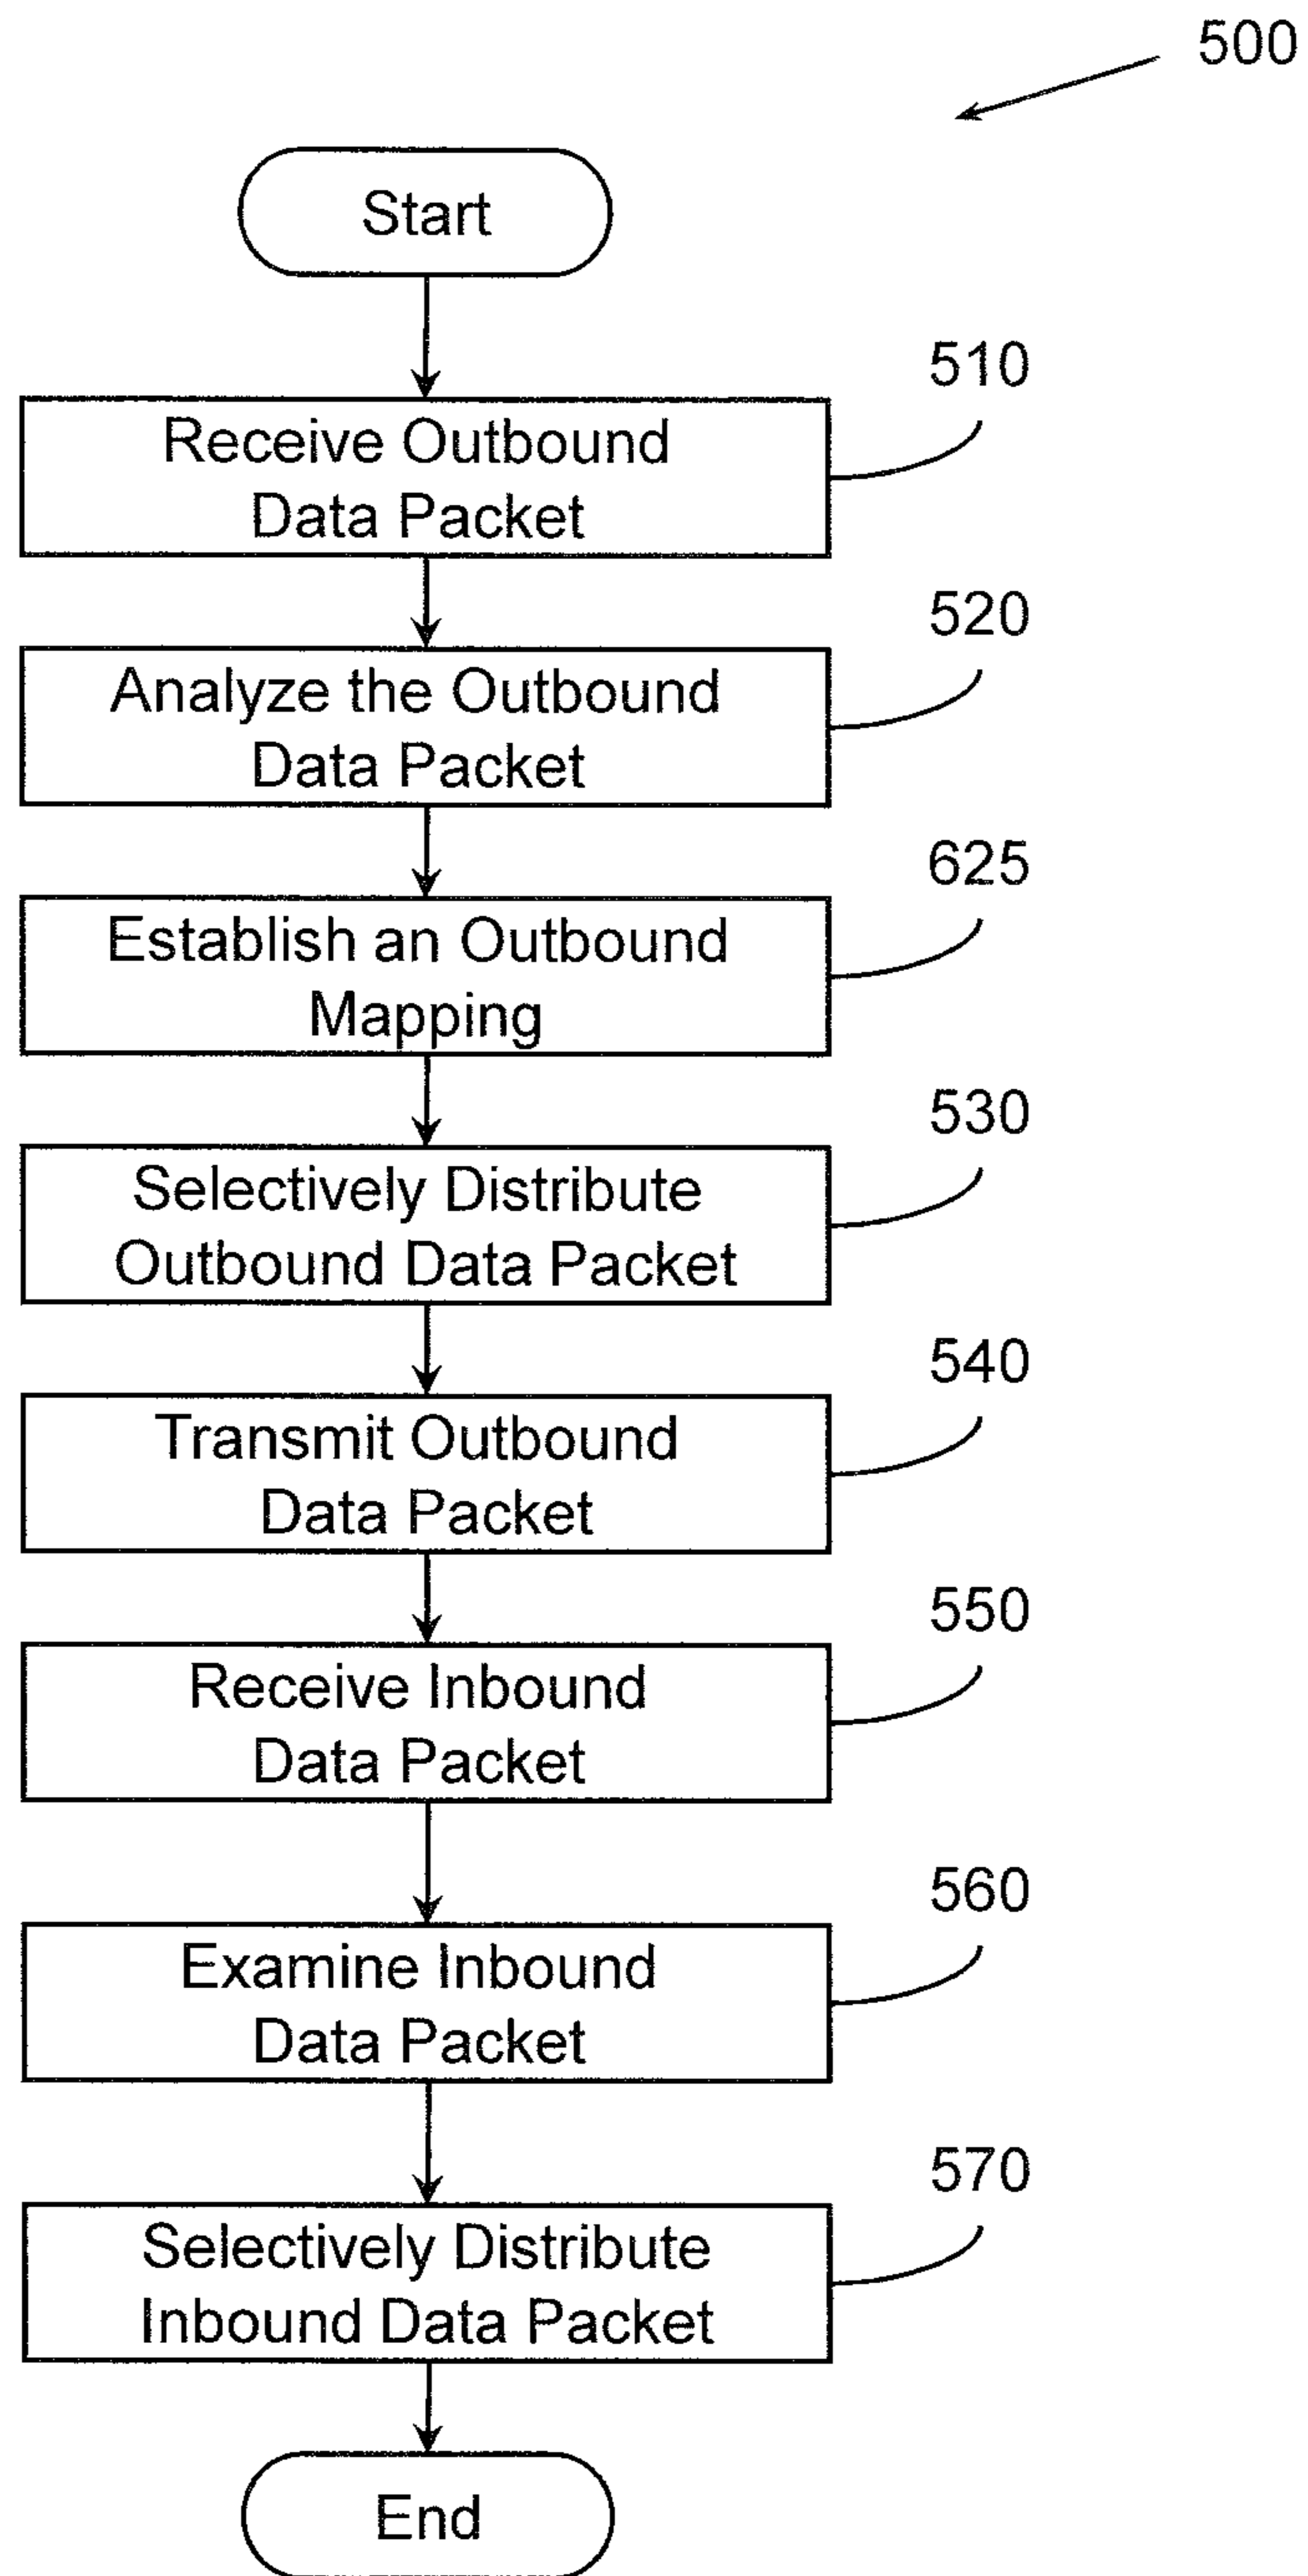 500
Start
510
Receive Outbound
Data Packet
520
Analyze the Outbound
Data Packet
625
Establish an Outbound
Mapping
530
Selectively Distribute
Outbound Data Packet
540
Transmit Outbound
Data Packet
550
Receive Inbound
Data Packet
560
Examine Inbound
Data Packet
570
Selectively Distribute
Inbound Data Packet
End